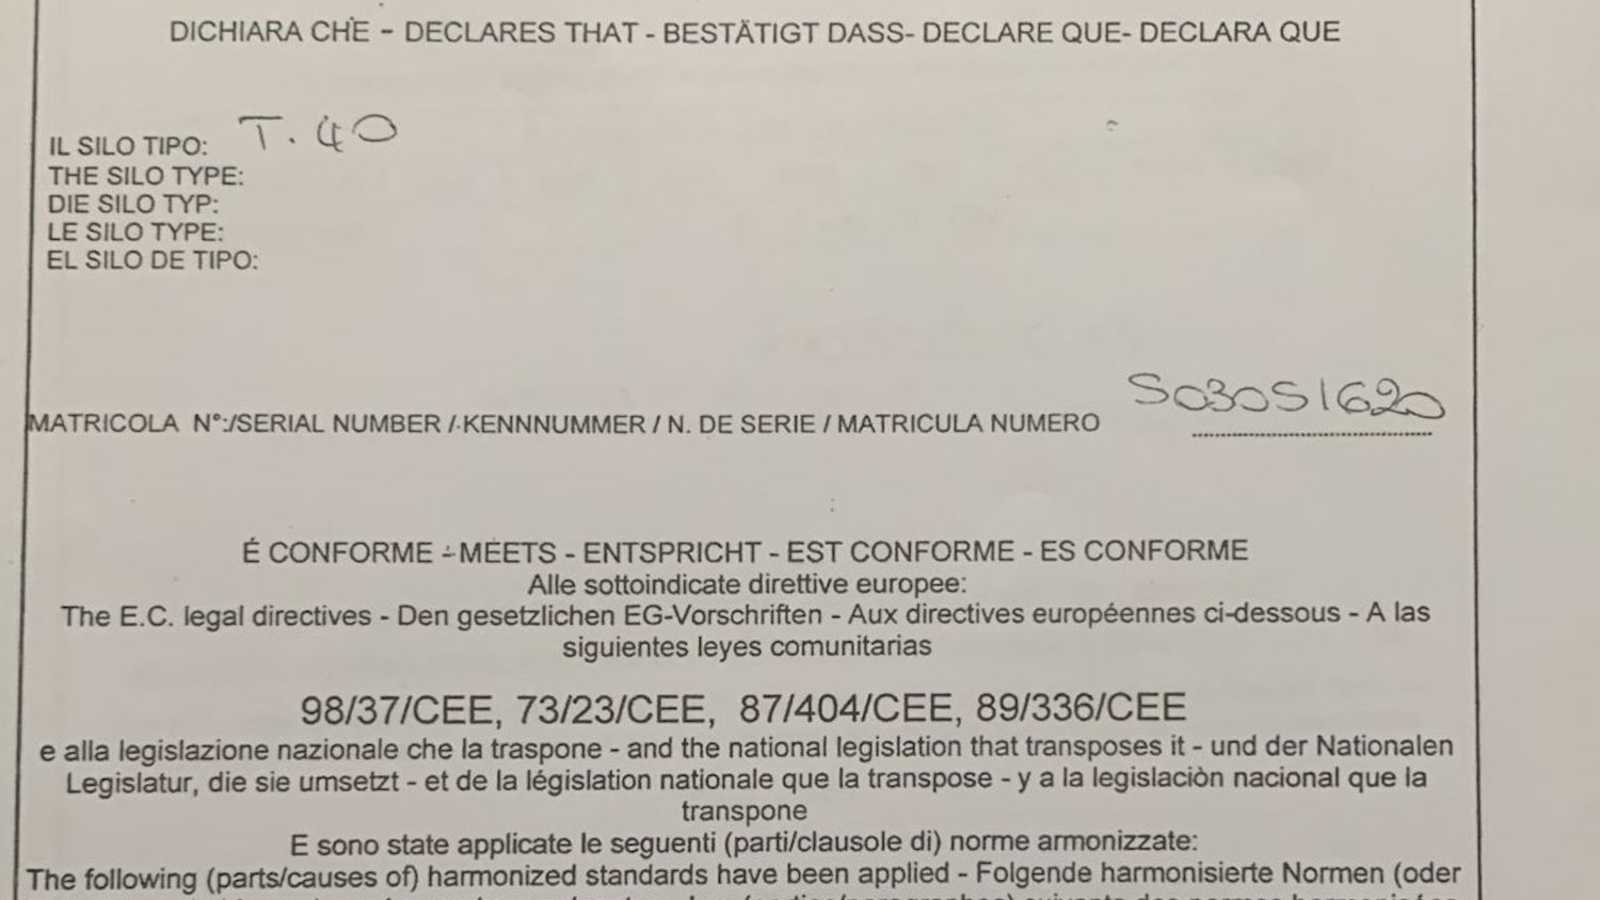 DICHIARA CHE - DECLARES THAT - BESTÄTIGT DASS- DECLARE QUE- DECLARA QUE
IL SILO TIPO: T. 40
THE SILO TYPE:
DIE SILO TYP:
LE SILO TYPE:
EL SILO DE TIPO:
MATRICOLA N°:/SERIAL NUMBER /KENNNUMMER / N. DE SERIE / MATRICULA NUMERO S03051620
É CONFORME - MEETS - ENTSPRICHT - EST CONFORME - ES CONFORME
Alle sottoindicate direttive europee:
The E.C. legal directives - Den gesetzlichen EG-Vorschriften - Aux directives européennes ci-dessous - A las
siguientes leyes comunitarias
98/37/CEE, 73/23/CEE, 87/404/CEE, 89/336/CEE
e alla legislazione nazionale che la traspone - and the national legislation that transposes it - und der Nationalen
Legislatur, die sie umsetzt - et de la législation nationale que la transpose - y a la legislaciòn nacional que la
transpone
E sono state applicate le seguenti (parti/clausole di) norme armonizzate:
The following (parts/causes of) harmonized standards have been applied - Folgende harmonisierte Normen (oder